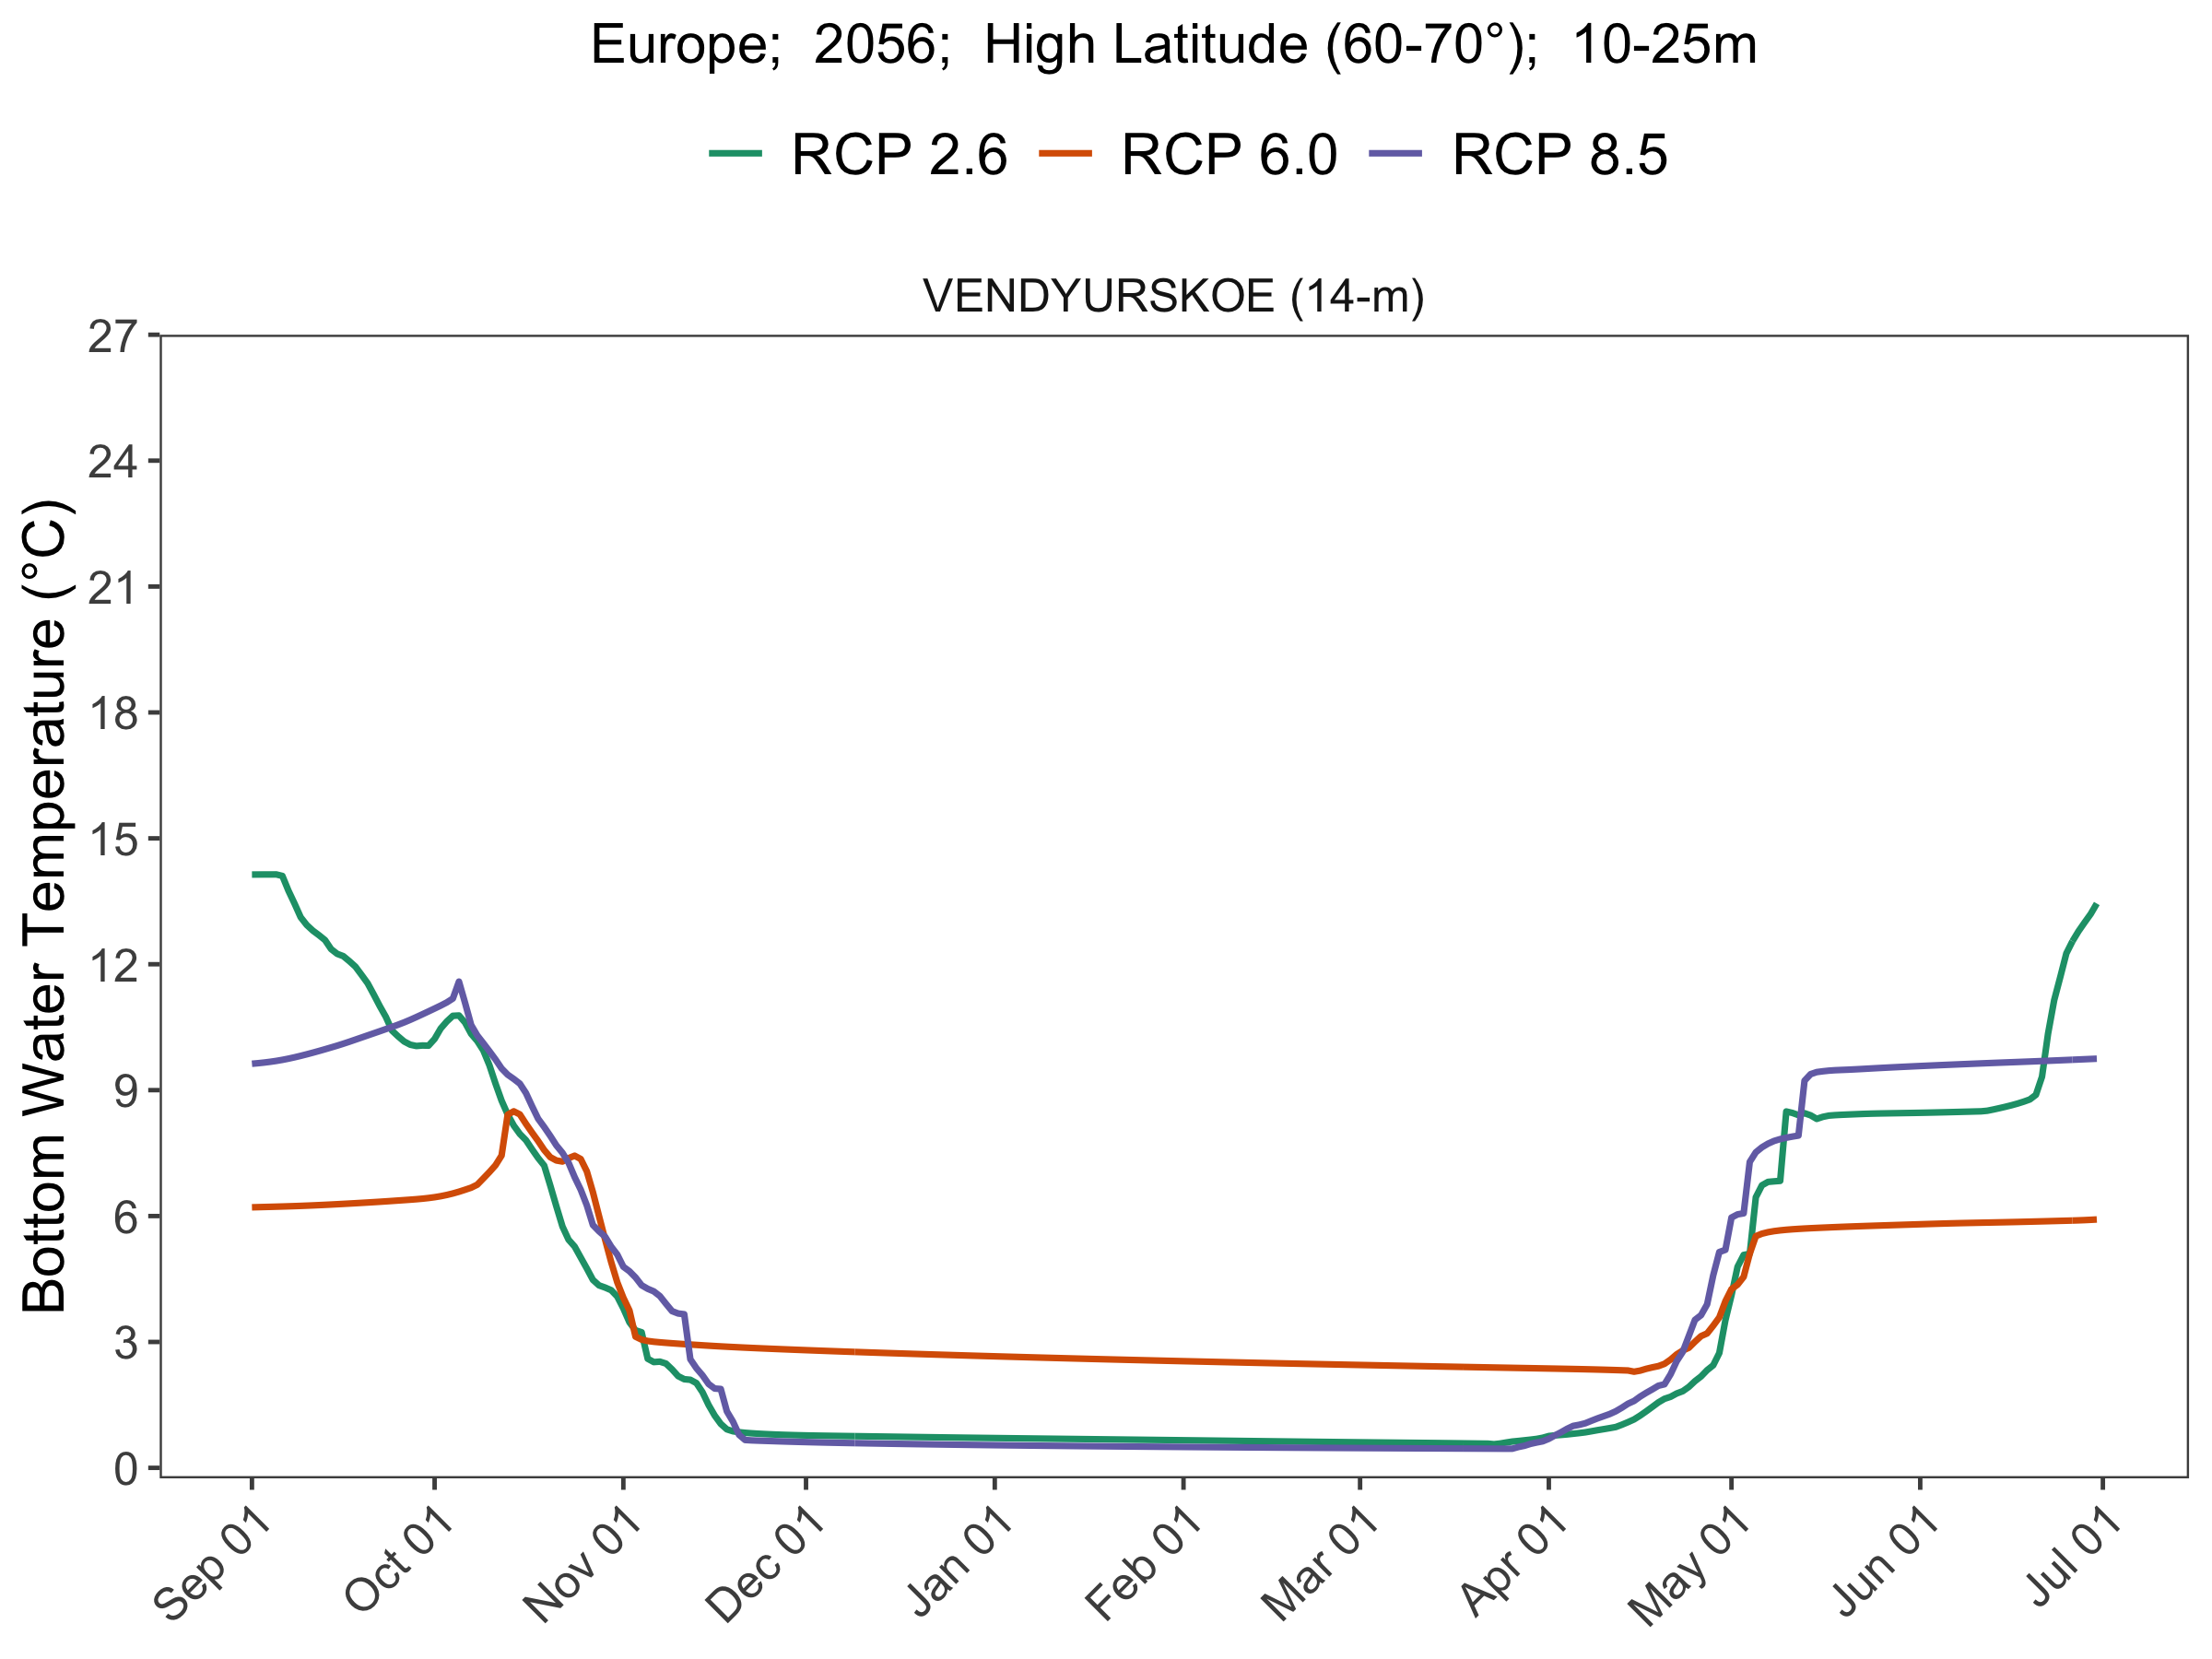 Europe;  2056;  High Latitude (60-70°);  10-25m
RCP 2.6 RCP 6.0 RCP 8.5
VENDYURSKOE (14-m)
Bottom Water Temperature (°C)
27
24
21
18
15
12
9
6
3
0
Sep 01 Oct 01 Nov 01 Dec 01 Jan 01 Feb 01 Mar 01 Apr 01 May 01 Jun 01 Jul 01